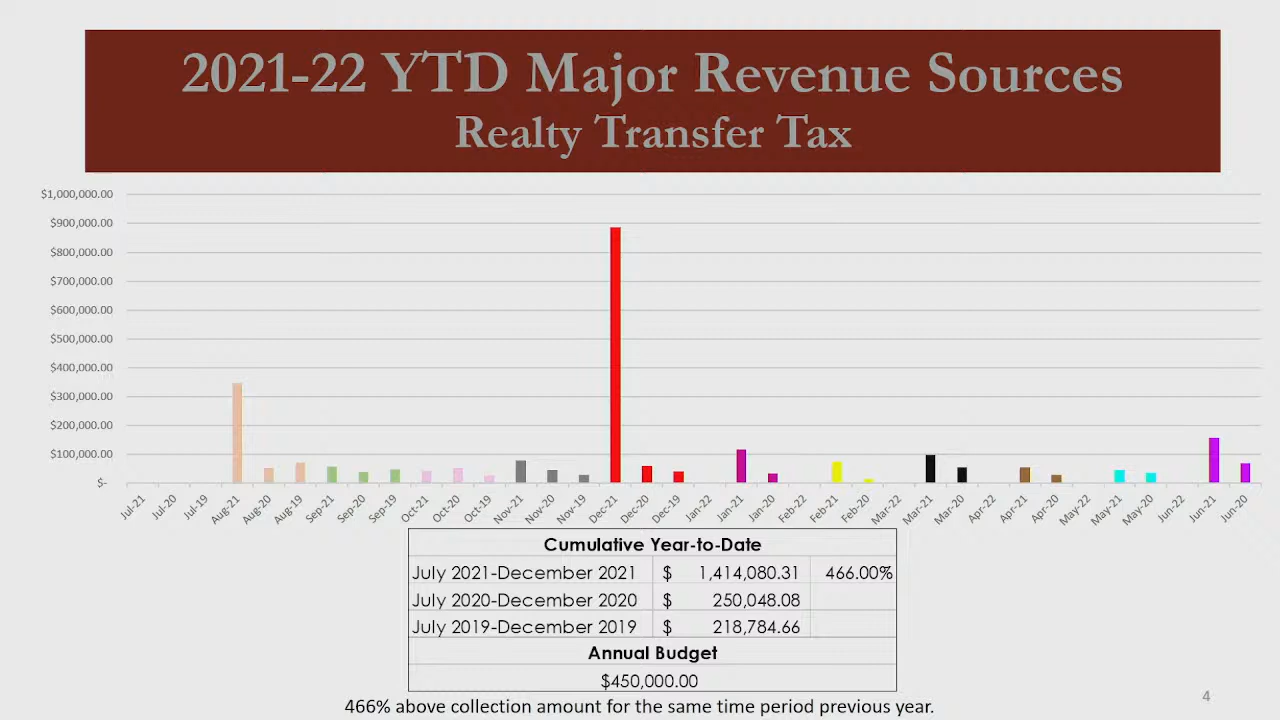 2021-22 YTD Major Revenue Sources
Realty Transfer Tax
$1,000,000.00
$900,000.00
$800,000.00
$700,000.00
$600,000.00
$500,000.00
$400,000.00
$300,000.00
$200,000.00
$100,000.00
$-
Jul-21 Jul-20 Jul-19 Aug-21 Aug-20 Aug-19 Sep-21 Sep-20 Sep-19 Oct-21 Oct-20 Oct-19 Nov-21 Nov-20 Nov-19 Dec-21 Dec-20 Dec-19 Jan-22 Jan-21 Jan-20 Feb-22 Feb-21 Feb-20 Mar-22 Mar-21 Mar-20 Apr-22 Apr-21 Apr-20 May-22 May-21 May-20 Jun-22 Jun-21 Jun-20
Cumulative Year-to-Date
July 2021-December 2021 $ 1,414,080.31 466.00%
July 2020-December 2020 $ 250,048.08
July 2019-December 2019 $ 218,784.66
Annual Budget
$450,000.00
466% above collection amount for the same time period previous year.
4